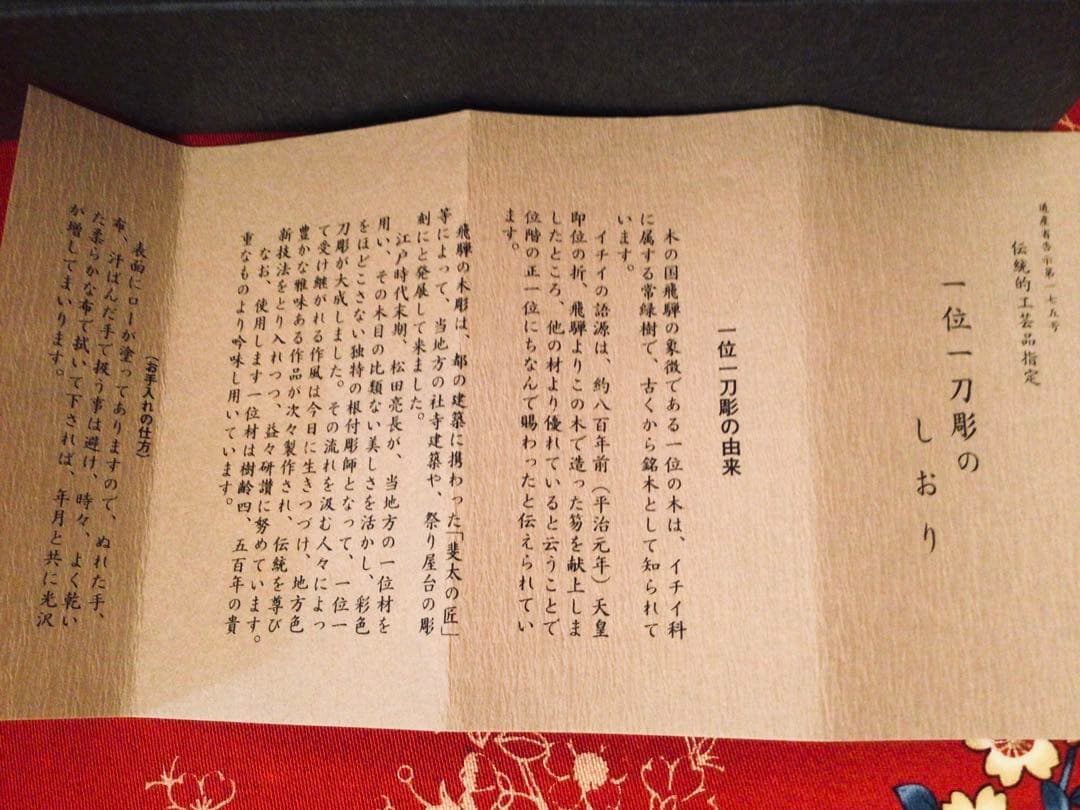 通産省告示第一七五号
伝統的工芸品指定
一位一刀彫の
しおり
一位一刀彫の由来
木の国飛騨の象徴である一位の木は、イチイ科
に属する常緑樹で、古くから銘木として知られて
います。
イチイの語源は、約八百年前(平治元年)天皇
即位の折、飛騨よりこの木で造った笏を献上しま
したところ、他の材より優れていると云うことで
位階の正一位にちなんで賜わったと伝えられてい
ます。
飛騨の木彫は、都の建築に携わった「斐太の匠」
等によって、当地方の社寺建築や、祭り屋台の彫
刻にと発展して来ました。
江戸時代末期、松田亮長が、当地方の一位材を
用い、その木目の比類ない美しさを活かし、彩色
をほどこさない独特の根付彫師となって、一位一
刀彫が大成しました。その流れを汲む人々によっ
て受け継がれる作風は今日に生きつづけ、地方色
豊かな雅味ある作品が次々製作され、伝統を尊び
新技法をとり入れつつ、益々研讃に努めています。
なお、使用します一位材は樹齢四、五百年の貴
重なものより吟味し用いています。
(お手入れの仕方)
表面にローが塗ってありますので、ぬれた手、
布、汗ばんだ手で扱う事は避け、時々、よく乾い
た柔らかな布で拭いて下されば、年月と共に光沢
が増してまいります。